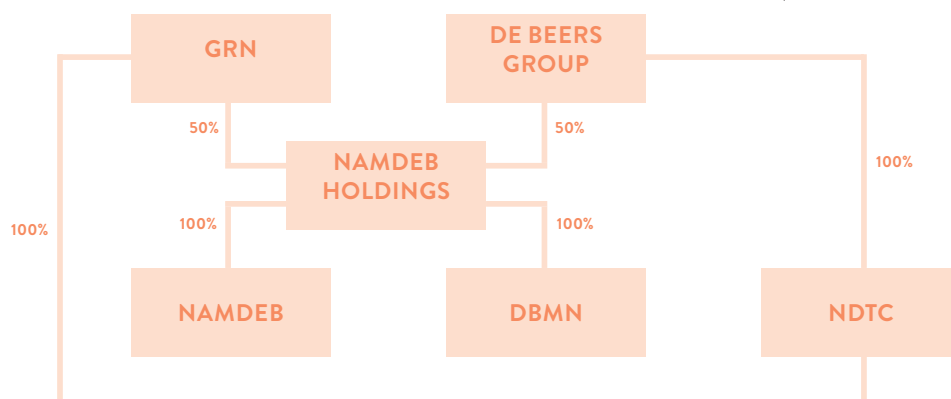 GRN
DE BEERS
GROUP
50%
50%
NAMDEB
HOLDINGS
100%
100%
100%
100%
NAMDEB
DBMN
NDTC